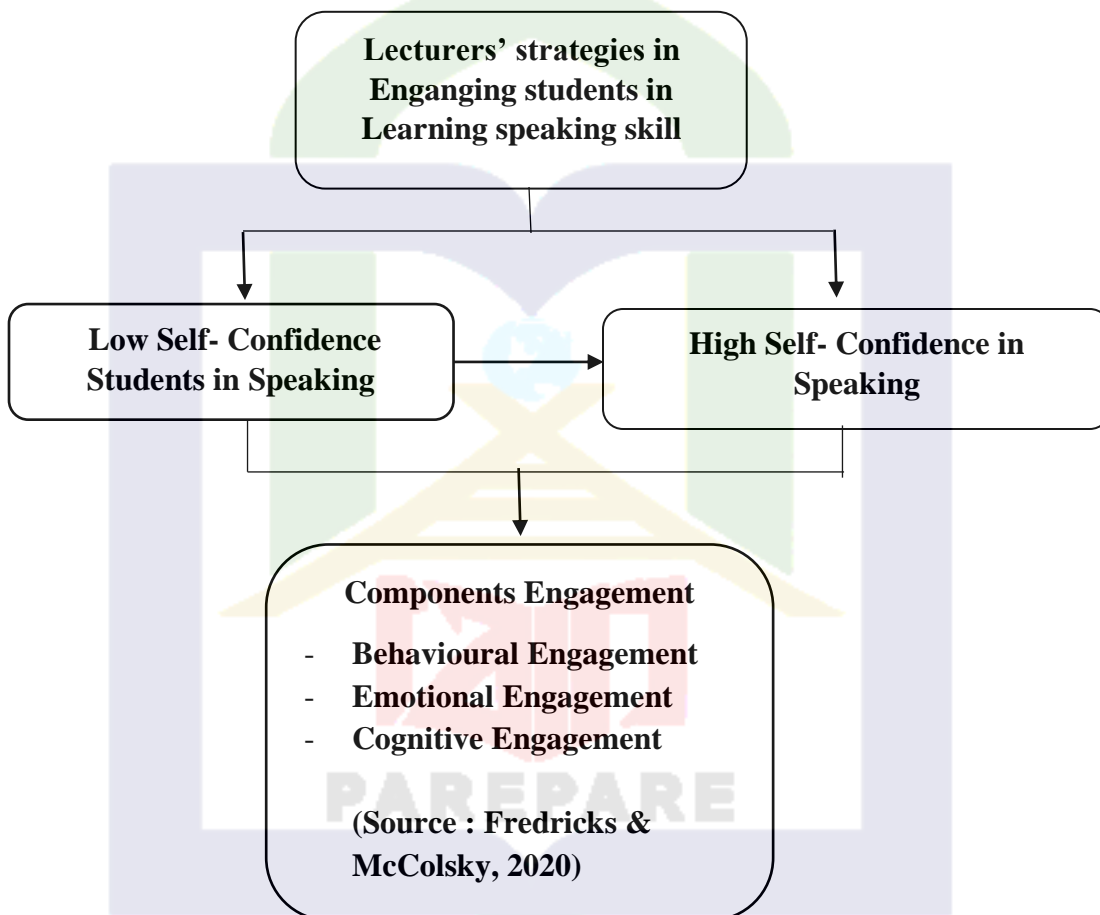 Lecturers’ strategies in
Enganging students in
Learning speaking skill
Low Self- Confidence
Students in Speaking
High Self- Confidence in
Speaking
Components Engagement
- Behavioural Engagement
- Emotional Engagement
- Cognitive Engagement
PAREPARE
(Source : Fredricks &
McColsky, 2020)